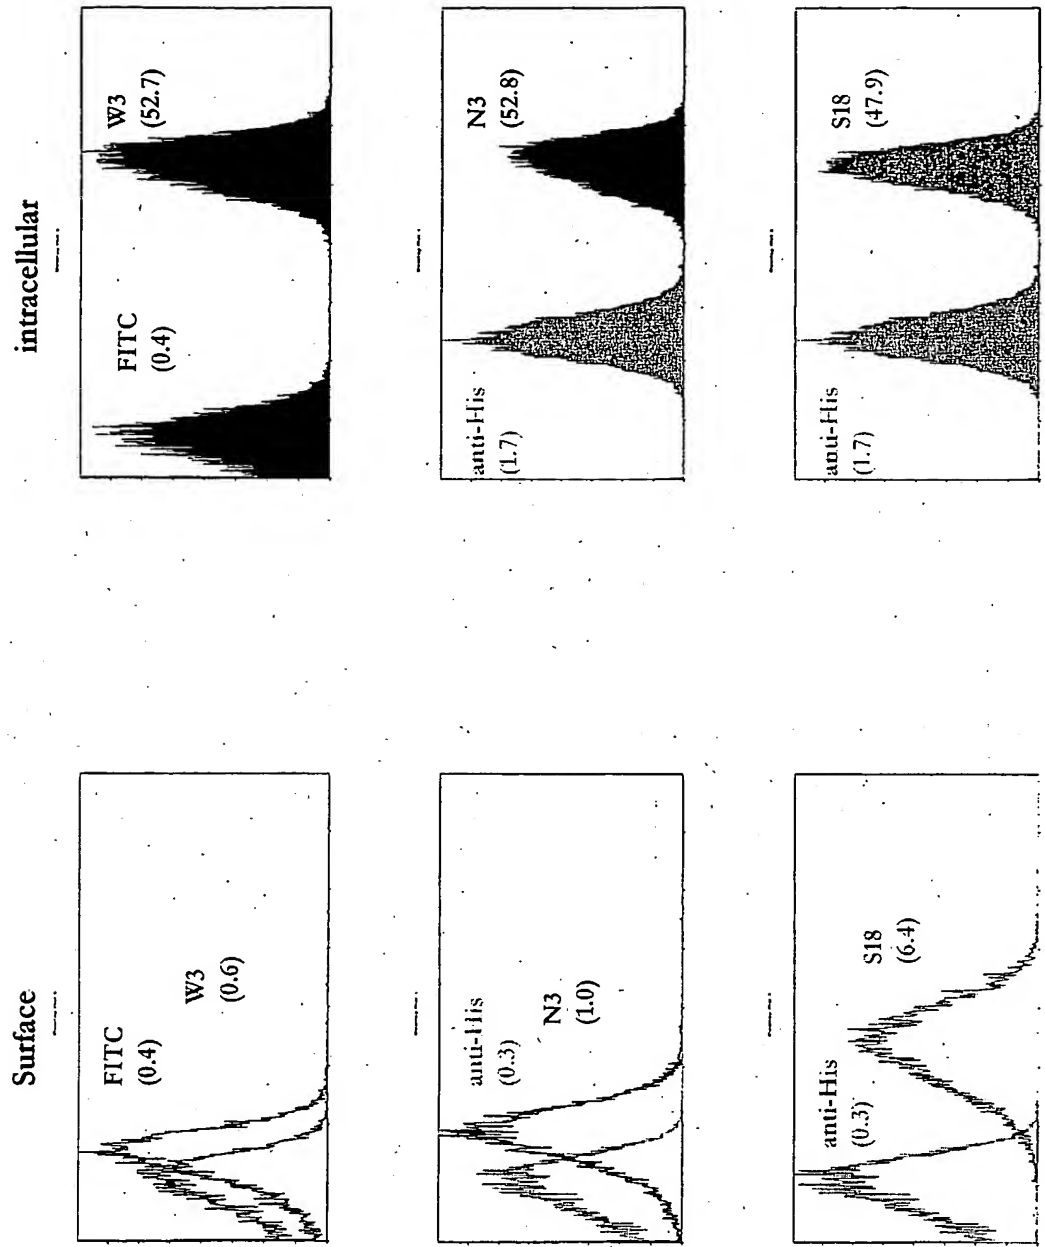 Surface
intracellular
FITC
(0.4)
W3
(0.6)
FITC
(0.4)
W3
(52.7)
anti-His
(0.3)
N3
(1.0)
anti-His
(1.7)
N3
(52.8)
anti-His
(0.3)
S18
(6.4)
anti-His
(1.7)
S18
(47.9)